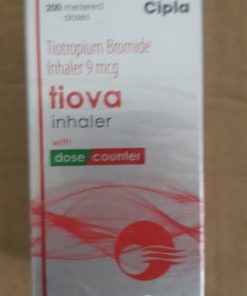 200 metered
doses
Cipla
Tiotropium Bromide
Inhaler 9 mcg
tiova
inhaler
with
dose counter